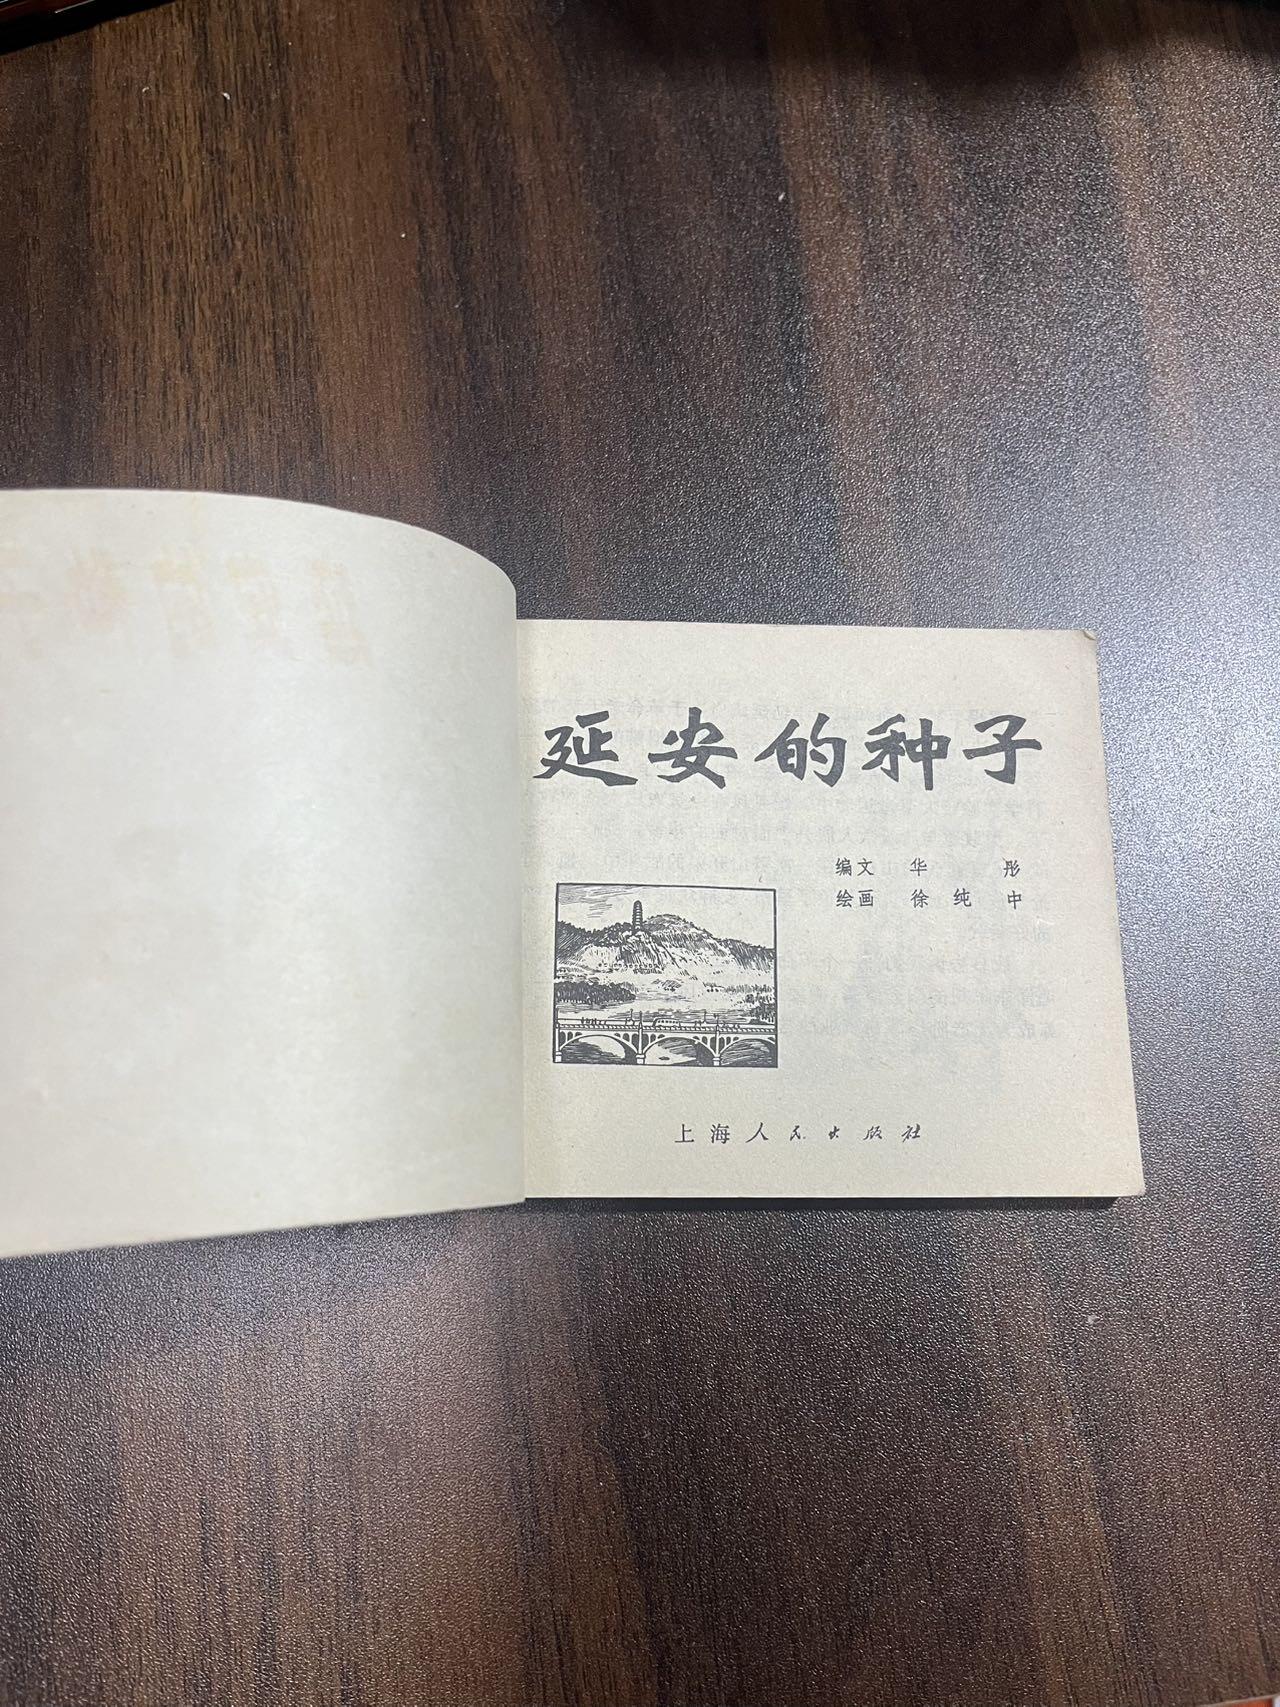 延安的种子
编文 华 彤
绘画 徐 纯 中
上海人民出版社